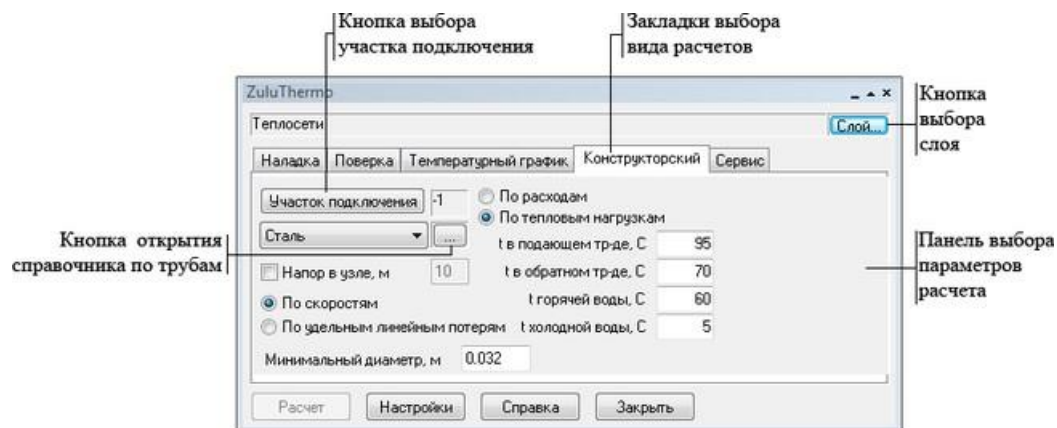 Кнопка выбора
участка подключения
Закладки выбора
вида расчетов
ZuluThermo
Кнопка
выбора
слоя
Теплосети
Слой...
Наладка Поверка Температурный график Конструкторский Сервис
Участок подключения -1 По расходам
По тепловым нагрузкам
Кнопка открытия
справочника по трубам
Сталь ... t в подающем тр-де, С 95
Панель выбора
параметров
расчета
Напор в узле, м 10 t в обратном тр-де, С 70
По скоростям t горячей воды, С 60
По удельным линейным потерям t холодной воды, С 5
Минимальный диаметр, м 0.032
Расчет Настройки Справка Закрыть